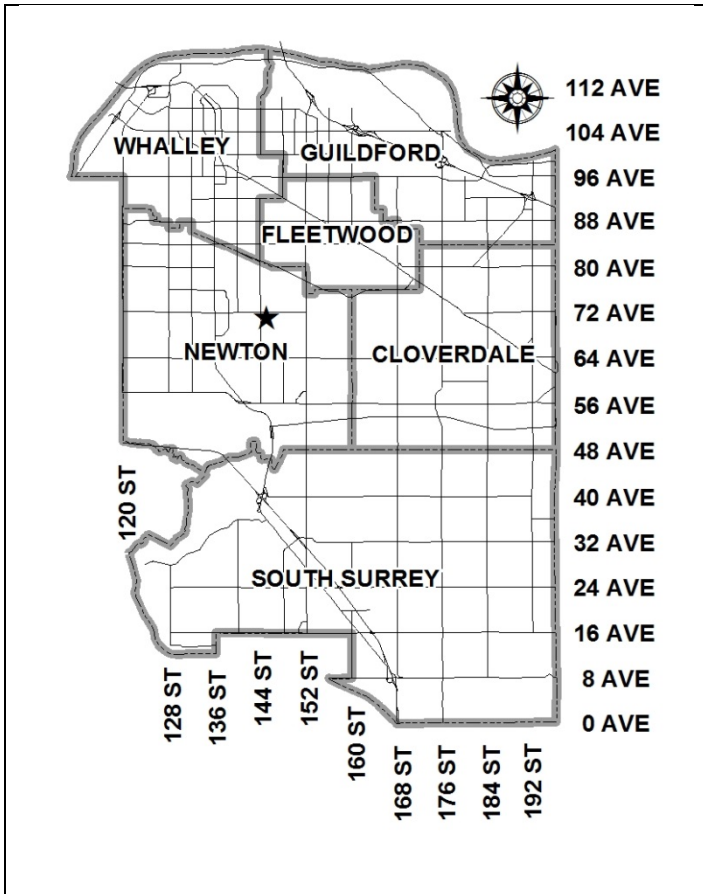 112 AVE
104 AVE
WHALLEY
GUILDFORD
96 AVE
88 AVE
FLEETWOOD
80 AVE
72 AVE
NEWTON
CLOVERDALE
64 AVE
56 AVE
48 AVE
40 AVE
120 ST
32 AVE
SOUTH SURREY
24 AVE
16 AVE
8 AVE
0 AVE
128 ST
136 ST
144 ST
152 ST
160 ST
168 ST
176 ST
184 ST
192 ST